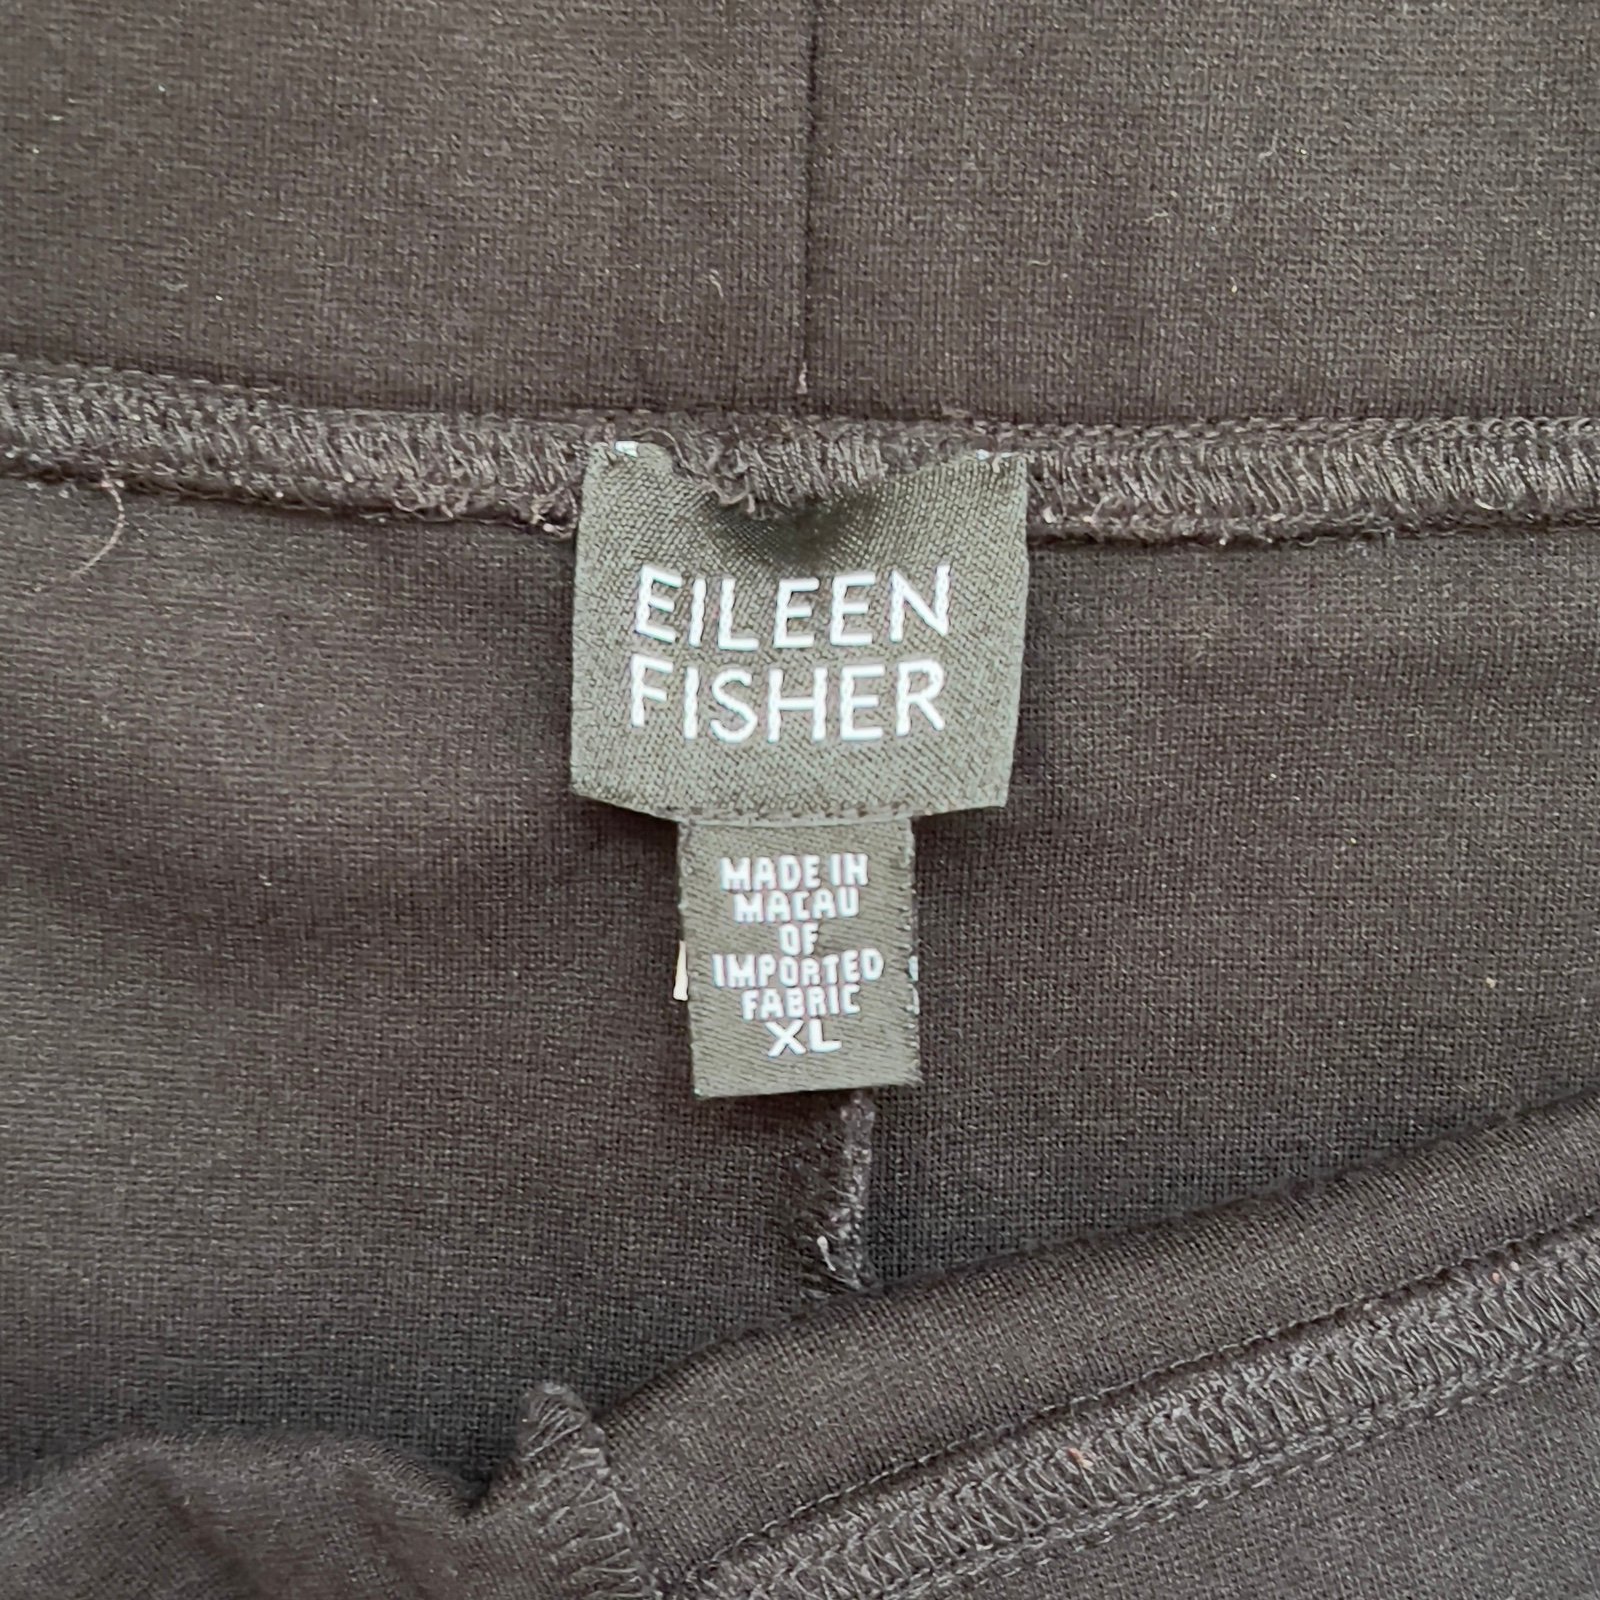 EILEEN
FISHER
MADE IN
MACAU
OF
IMPORTED
FABRIC
XL